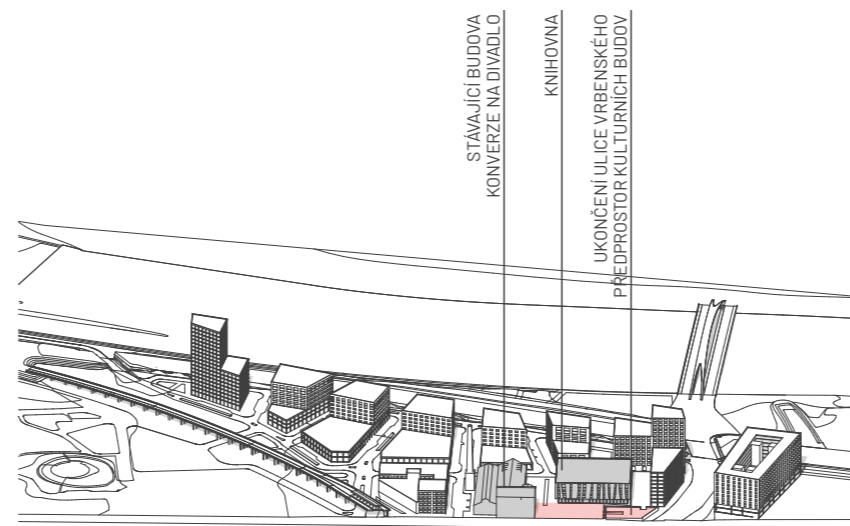 STÁVAJÍCÍ BUDOVA
KONVERZE NA DIVADLO
KNIHOVNA
UKONČENÍ ULICE VRBENSKÉHO
PŘEDPROSTOR KULTURNÍCH BUDOV